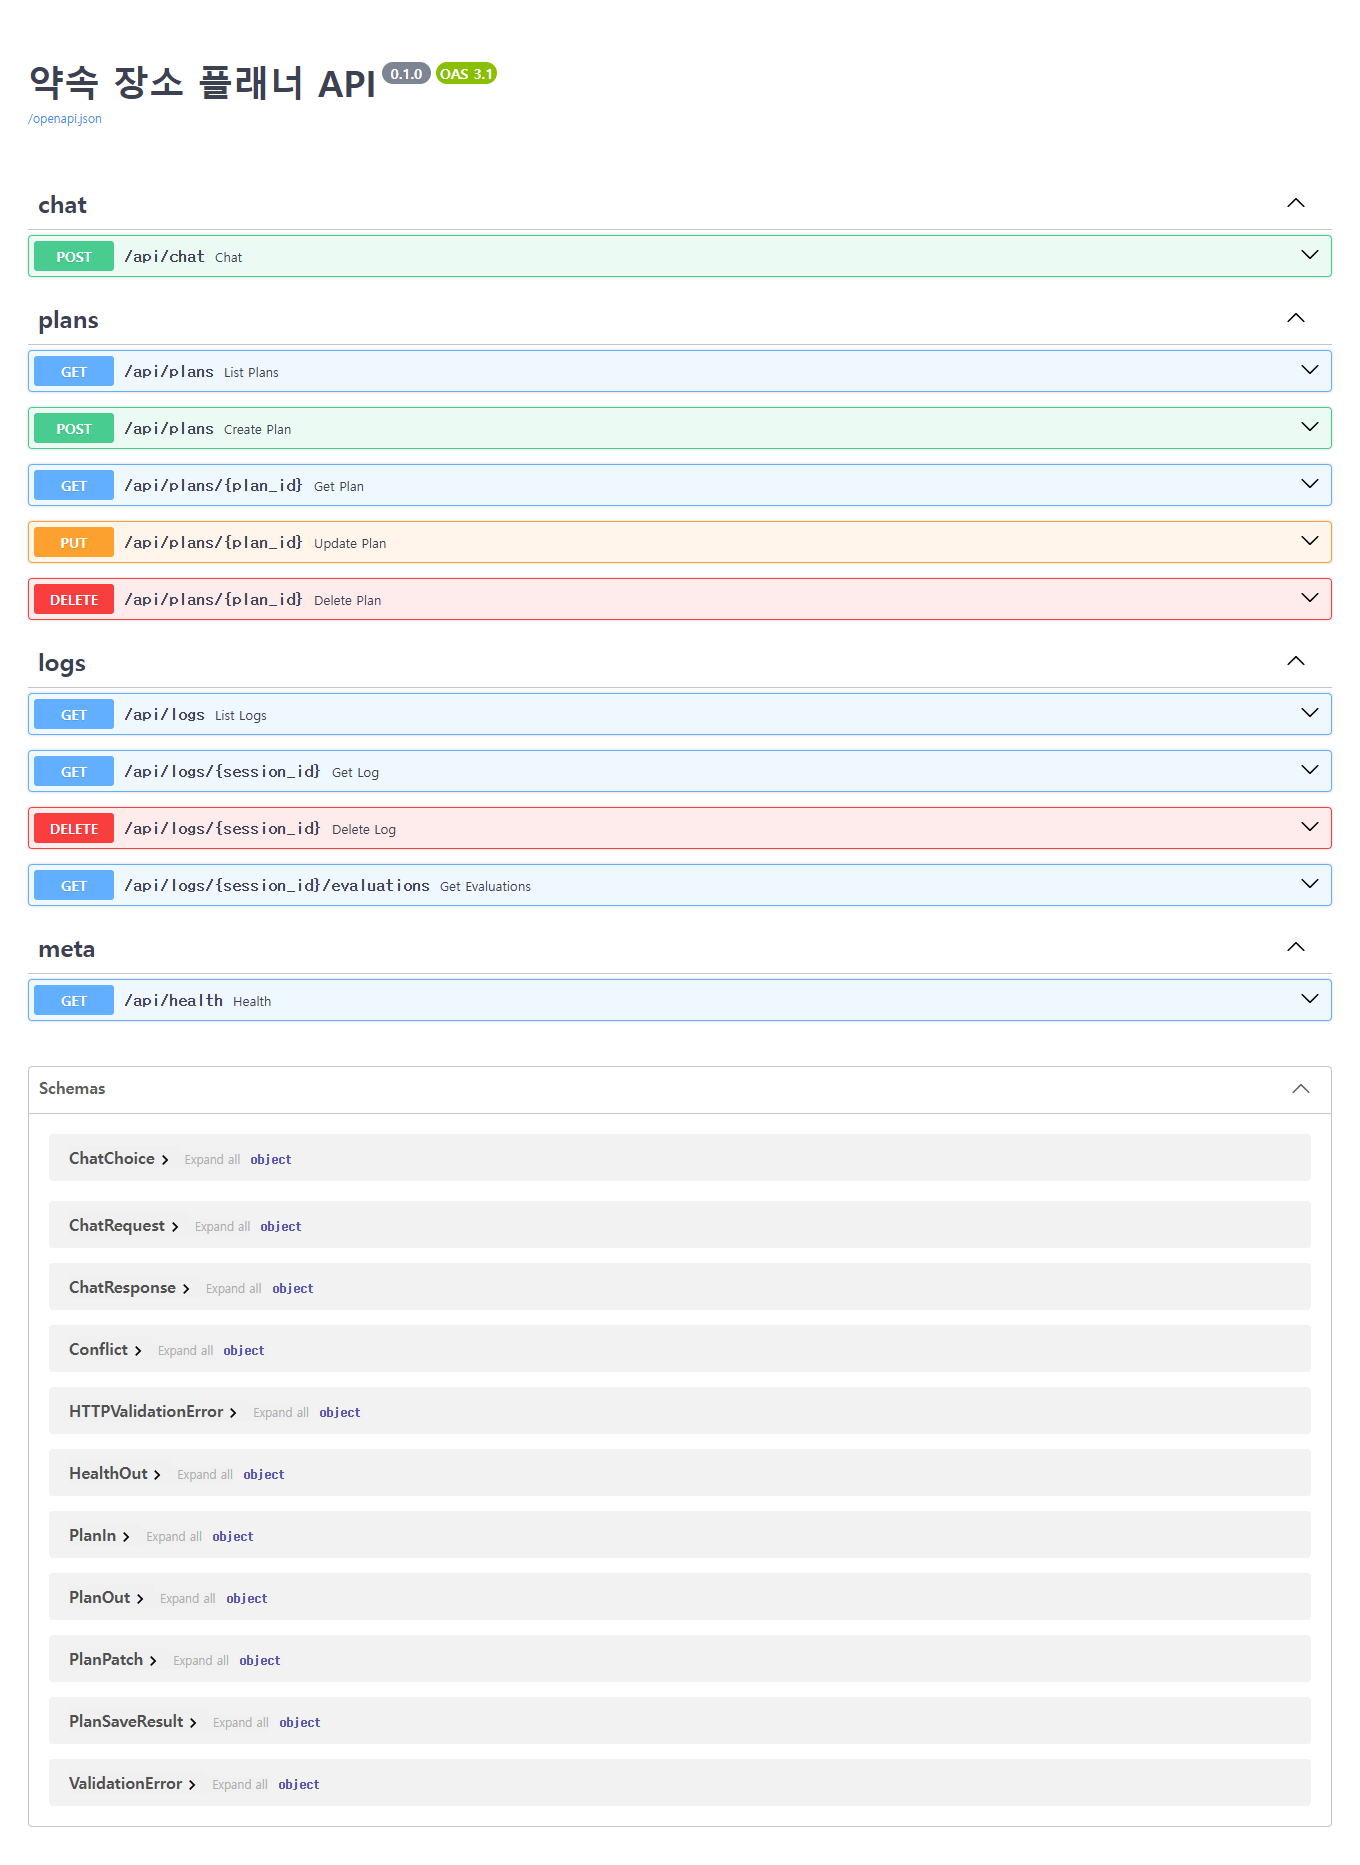 약속 장소 플래너 API 0.1.0 OAS 3.1
/openapi.json
chat
POST /api/chat Chat
plans
GET /api/plans List Plans
POST /api/plans Create Plan
GET /api/plans/{plan_id} Get Plan
PUT /api/plans/{plan_id} Update Plan
DELETE /api/plans/{plan_id} Delete Plan
logs
GET /api/logs List Logs
GET /api/logs/{session_id} Get Log
DELETE /api/logs/{session_id} Delete Log
GET /api/logs/{session_id}/evaluations Get Evaluations
meta
GET /api/health Health
Schemas
ChatChoice Expand all object
ChatRequest Expand all object
ChatResponse Expand all object
Conflict Expand all object
HTTPValidationError Expand all object
HealthOut Expand all object
PlanIn Expand all object
PlanOut Expand all object
PlanPatch Expand all object
PlanSaveResult Expand all object
ValidationError Expand all object